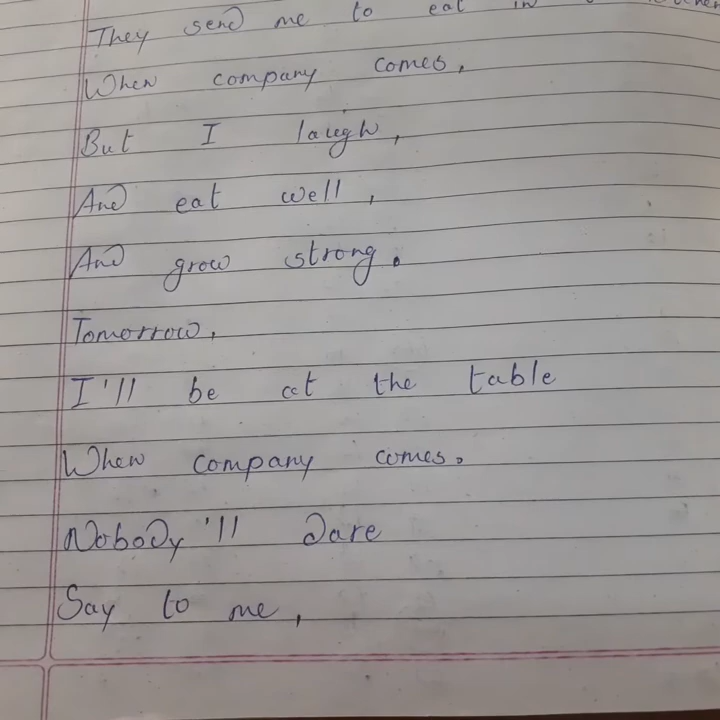 They send me to eat in
When company comes,
But I laugh,
And eat well,
And grow strong.
Tomorrow,
I'll be at the table
When company comes.
Nobody'll dare
Say to me,